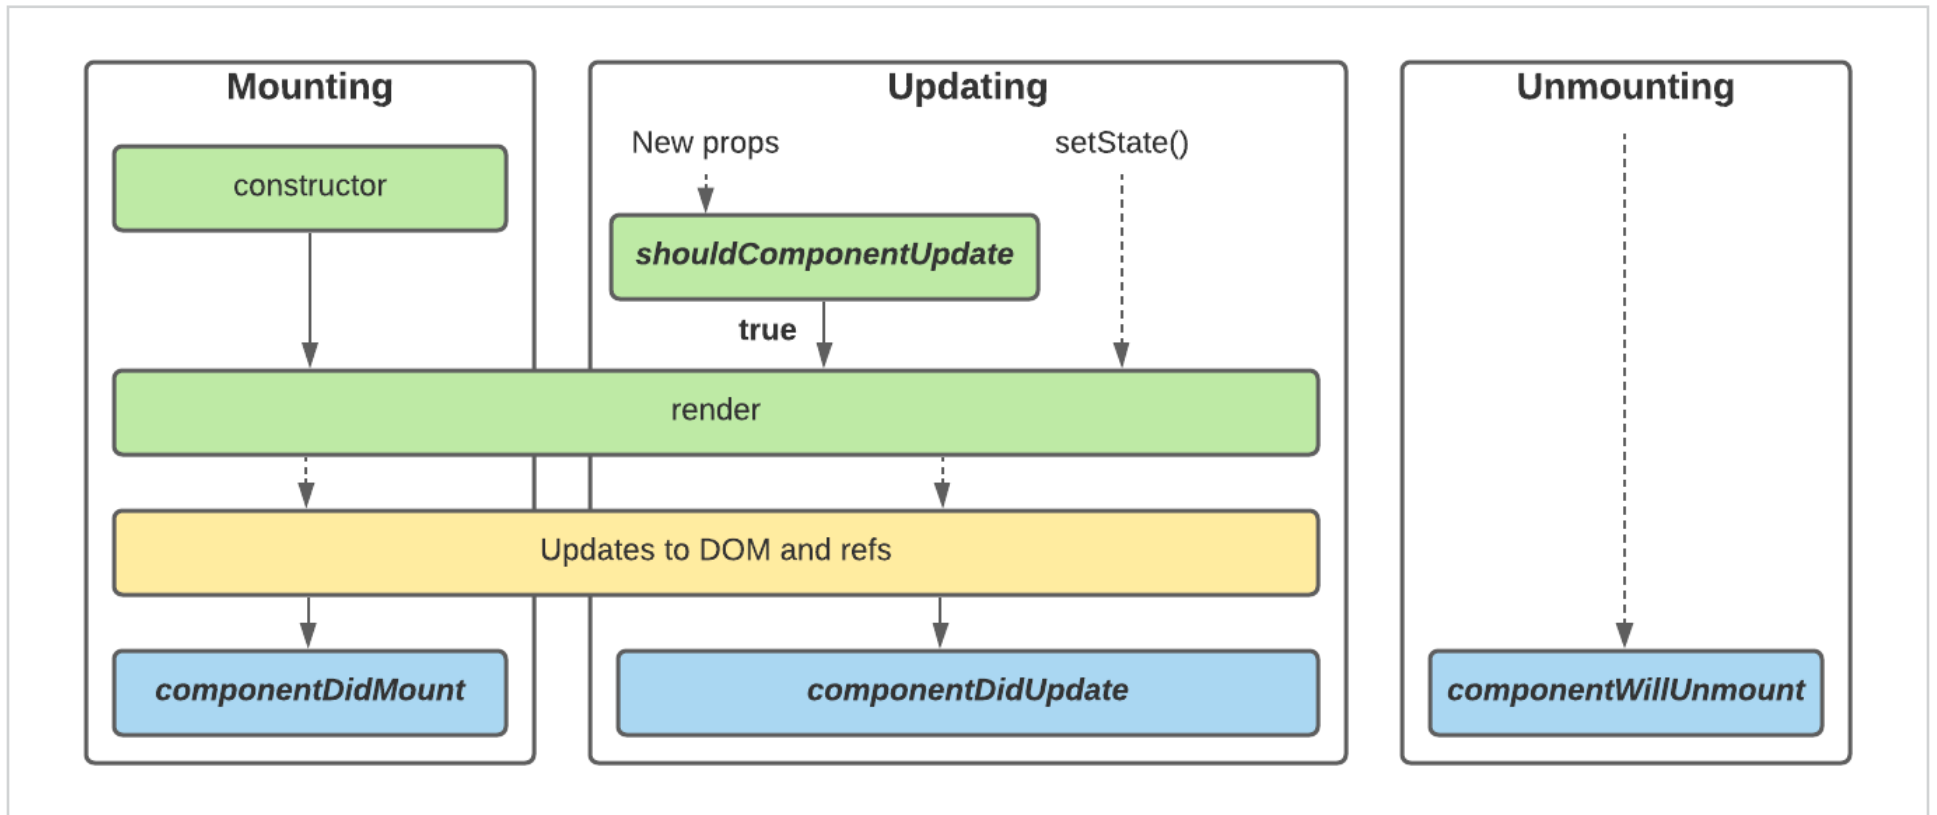 Mounting
constructor
Updating
New props
setState()
shouldComponentUpdate
true
render
Updates to DOM and refs
componentDidMount
componentDidUpdate
Unmounting
componentWillUnmount